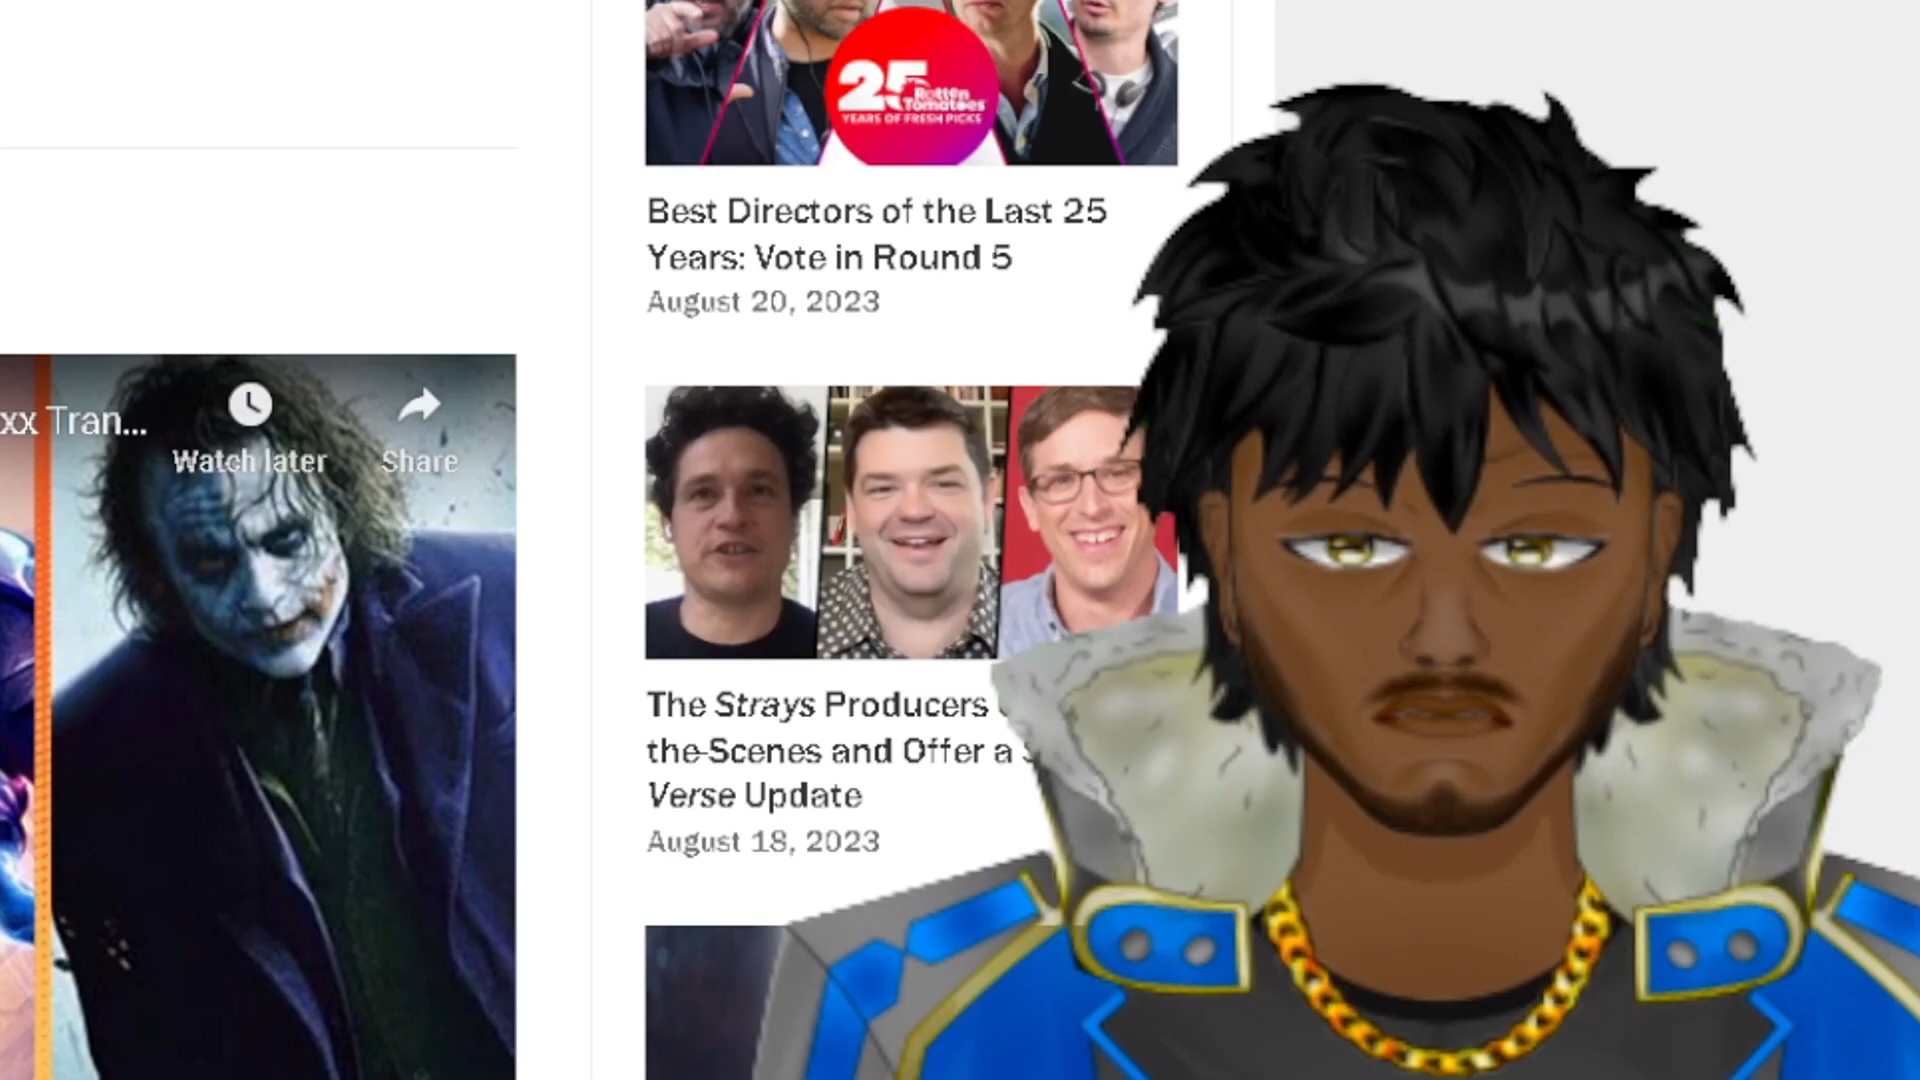 25
Rotten
Tomatoes
YEARS OF FRESH PICKS
Best Directors of the Last 25
Years: Vote in Round 5
August 20, 2023
xx Tran...
Watch later
Share
The Strays Producers
the-Scenes and Offer a
Verse Update
August 18, 2023